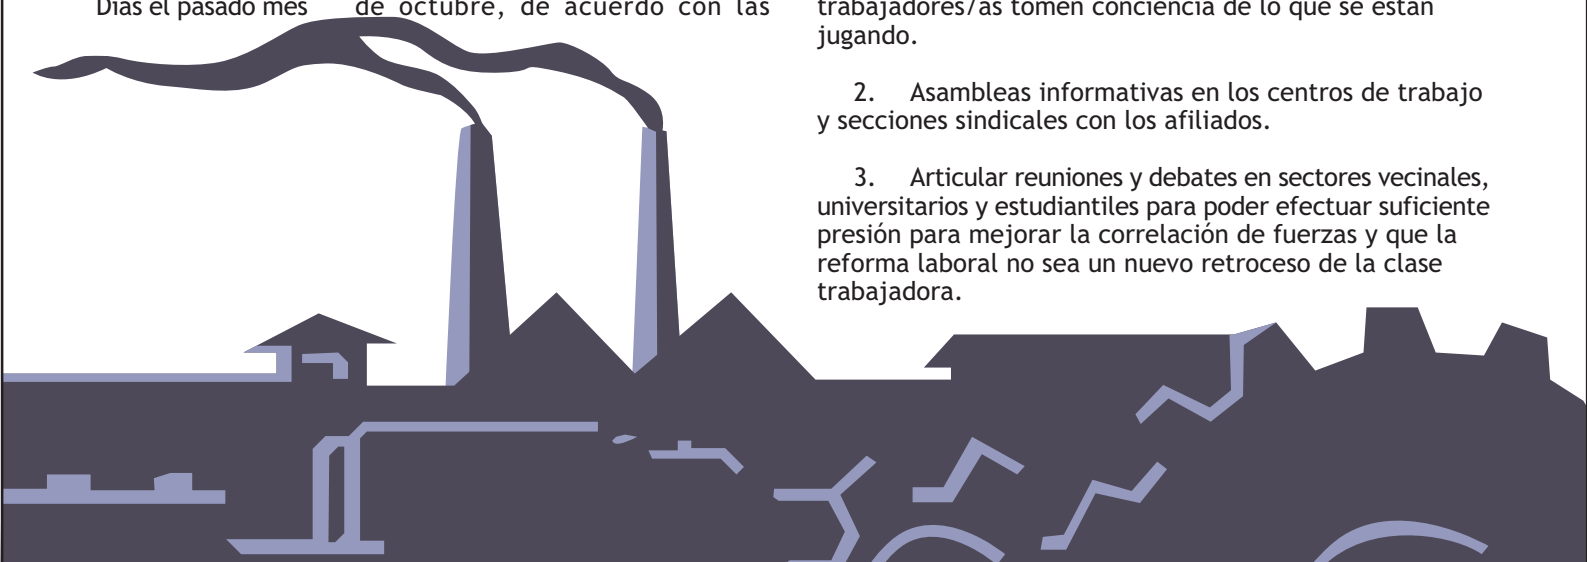 Días el pasado mes
de octubre, de acuerdo con las
trabajadores/as tomen conciencia de lo que se están
jugando.
2. Asambleas informativas en los centros de trabajo
y secciones sindicales con los afiliados.
3. Articular reuniones y debates en sectores vecinales,
universitarios y estudiantiles para poder efectuar suficiente
presión para mejorar la correlación de fuerzas y que la
reforma laboral no sea un nuevo retroceso de la clase
trabajadora.